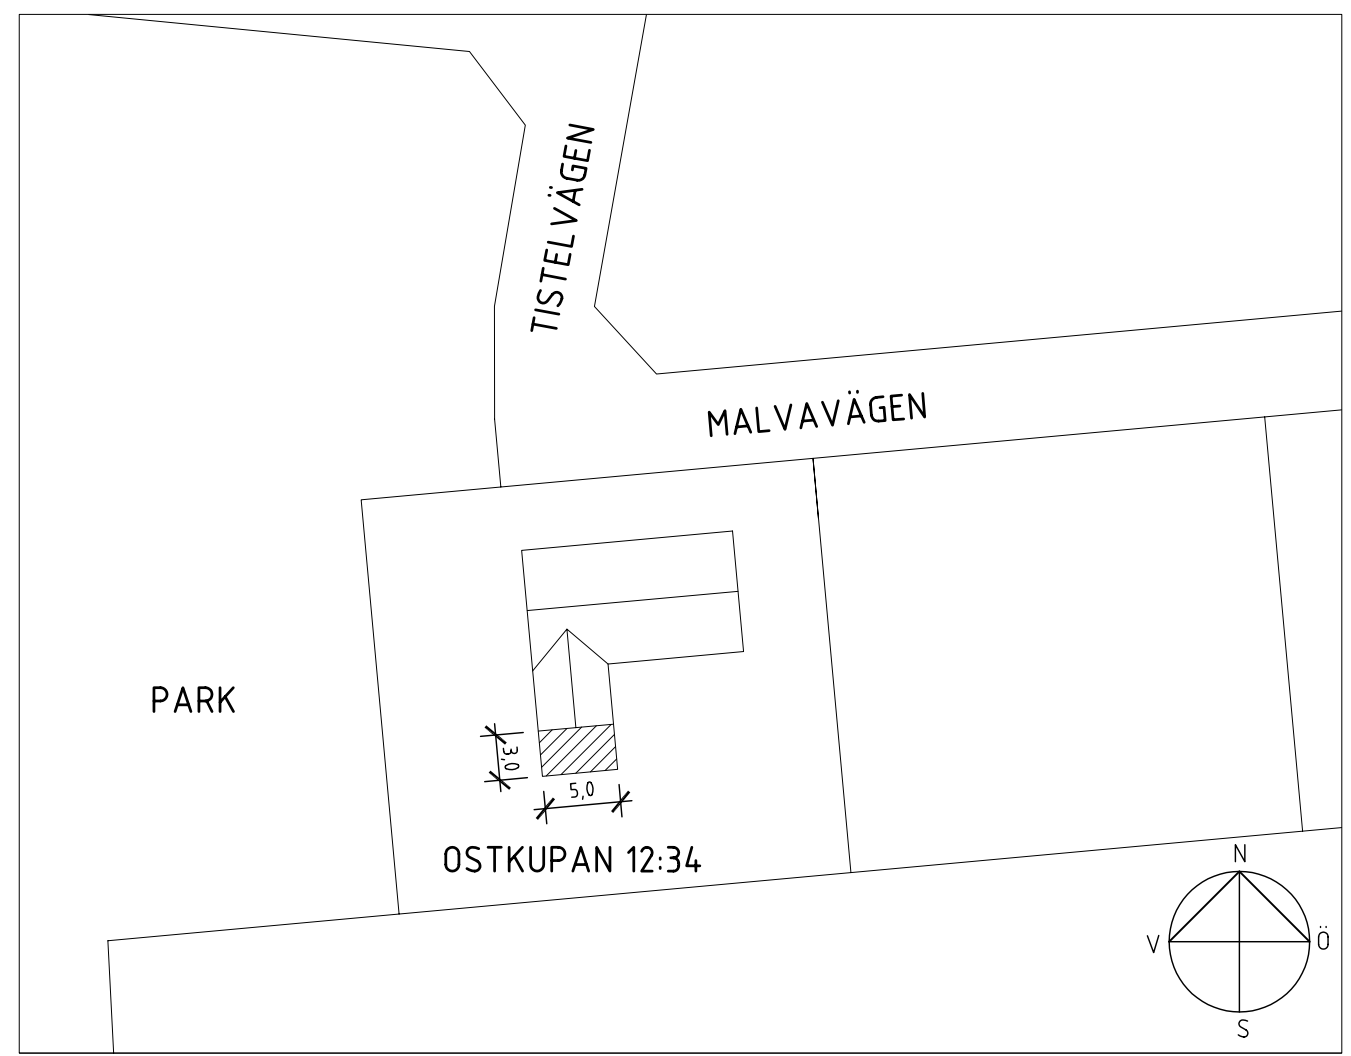 TISTELVÄGEN
MALVAVÄGEN
PARK
3,0
5,0
OSTKUPAN 12:34
N
V
Ö
S